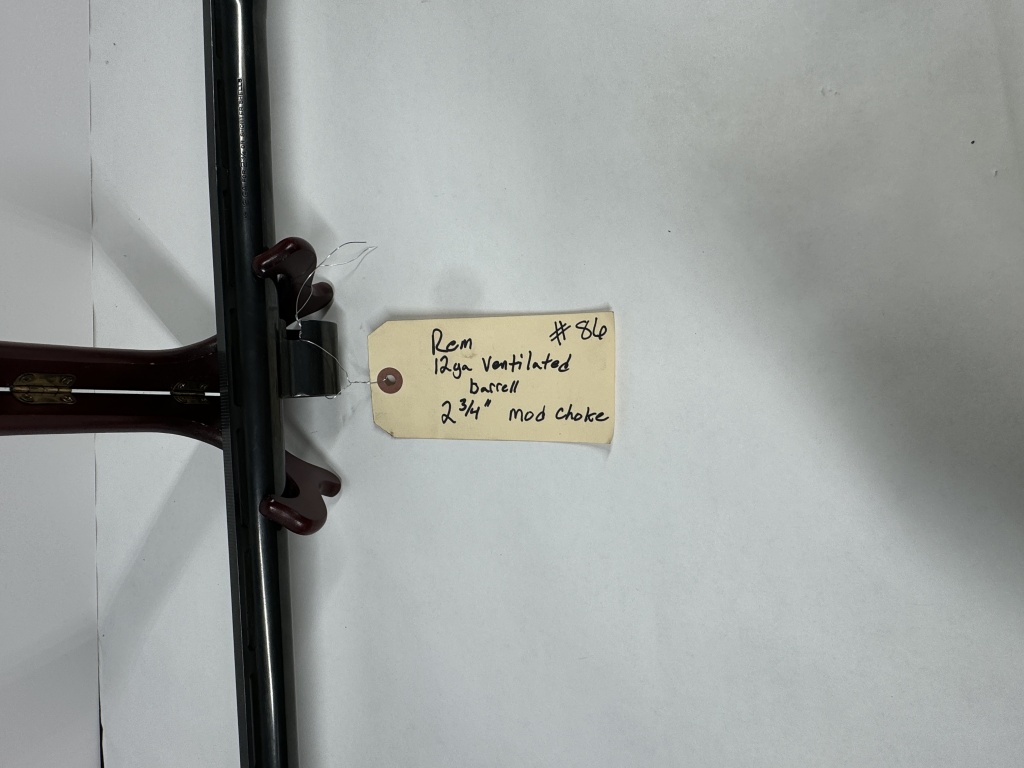 Rem #86
12ga Ventilated
barrell
2 3/4" mod choke